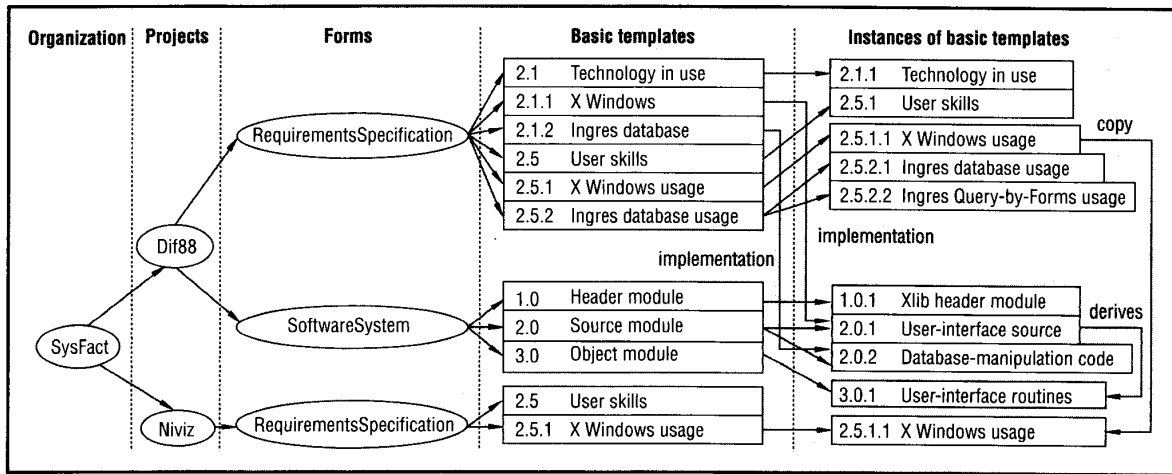 Organization Projects Forms Basic templates Instances of basic templates
SysFact
Dif88
Niviz
RequirementsSpecification
SoftwareSystem
RequirementsSpecification
2.1 Technology in use
2.1.1 X Windows
2.1.2 Ingres database
2.5 User skills
2.5.1 X Windows usage
2.5.2 Ingres database usage
implementation
1.0 Header module
2.0 Source module
3.0 Object module
2.5 User skills
2.5.1 X Windows usage
2.1.1 Technology in use
2.5.1 User skills
2.5.1.1 X Windows usage
2.5.2.1 Ingres database usage
2.5.2.2 Ingres Query-by-Forms usage
copy
implementation
1.0.1 Xlib header module
2.0.1 User-interface source
2.0.2 Database-manipulation code
3.0.1 User-interface routines
derives
2.5.1.1 X Windows usage